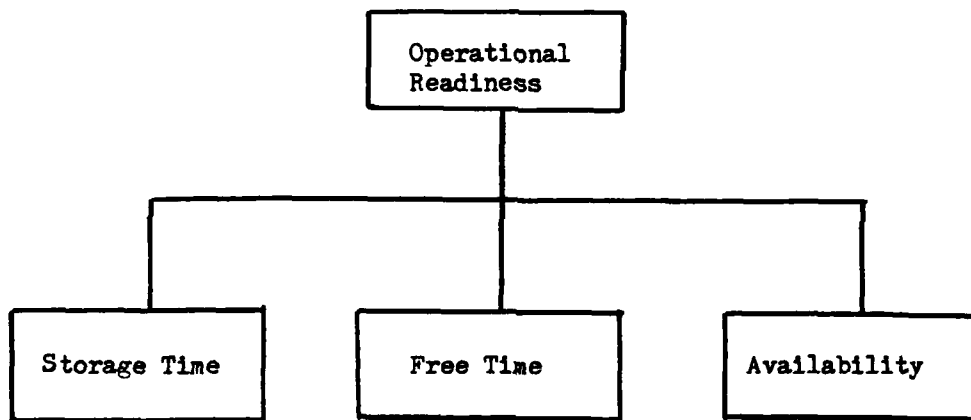 Operational
Readiness
Storage Time
Free Time
Availability